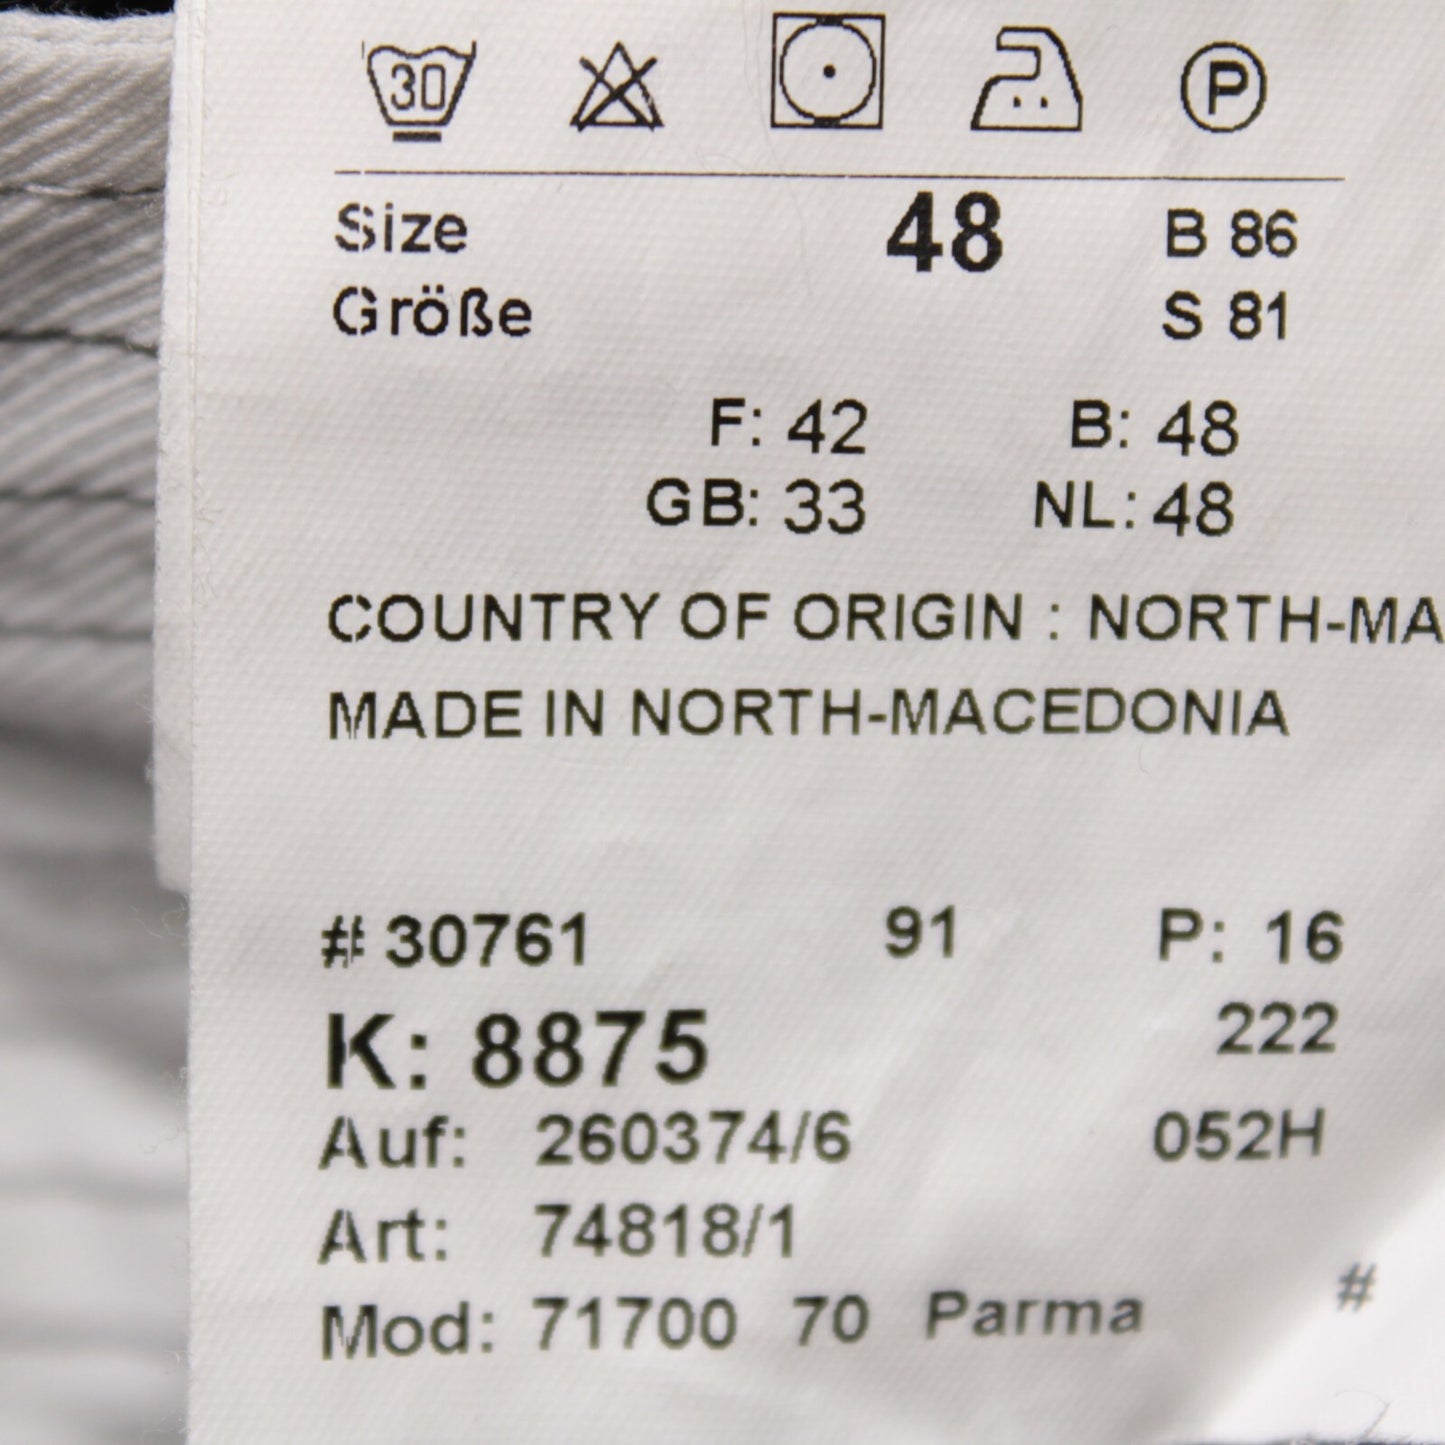 30 P
Size 48 B 86
Größe S 81
F: 42 B: 48
GB: 33 NL: 48
COUNTRY OF ORIGIN : NORTH-MA
MADE IN NORTH-MACEDONIA
# 30761 91 P: 16
K: 8875 222
Auf: 260374/6 052H
Art: 74818/1
Mod: 71700 70 Parma #